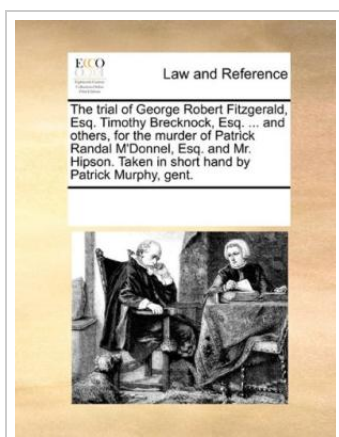 ECCO
Law and Reference
The trial of George Robert Fitzgerald,
Esq. Timothy Brecknock, Esq. ... and
others, for the murder of Patrick
Randal M'Donnel, Esq. and Mr.
Hipson. Taken in short hand by
Patrick Murphy, gent.